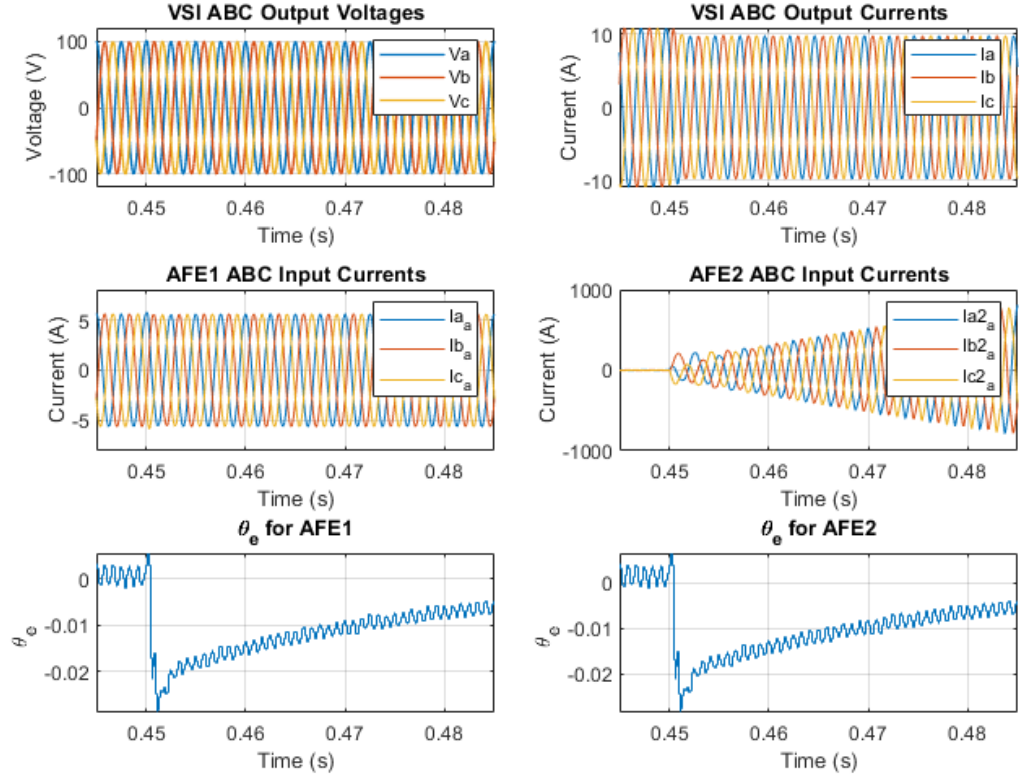 VSI ABC Output Voltages
100
0
-100
Voltage (V)
Va
Vb
Vc
0.45 0.46 0.47 0.48
Time (s)
VSI ABC Output Currents
10
0
-10
Current (A)
Ia
Ib
Ic
0.45 0.46 0.47 0.48
Time (s)
AFE1 ABC Input Currents
5
0
-5
Current (A)
Ia_a
Ib_a
Ic_a
0.45 0.46 0.47 0.48
Time (s)
AFE2 ABC Input Currents
1000
0
-1000
Current (A)
Ia2_a
Ib2_a
Ic2_a
0.45 0.46 0.47 0.48
Time (s)
θ_e for AFE1
0
-0.01
-0.02
θ_e
0.45 0.46 0.47 0.48
Time (s)
θ_e for AFE2
0
-0.01
-0.02
θ_e
0.45 0.46 0.47 0.48
Time (s)